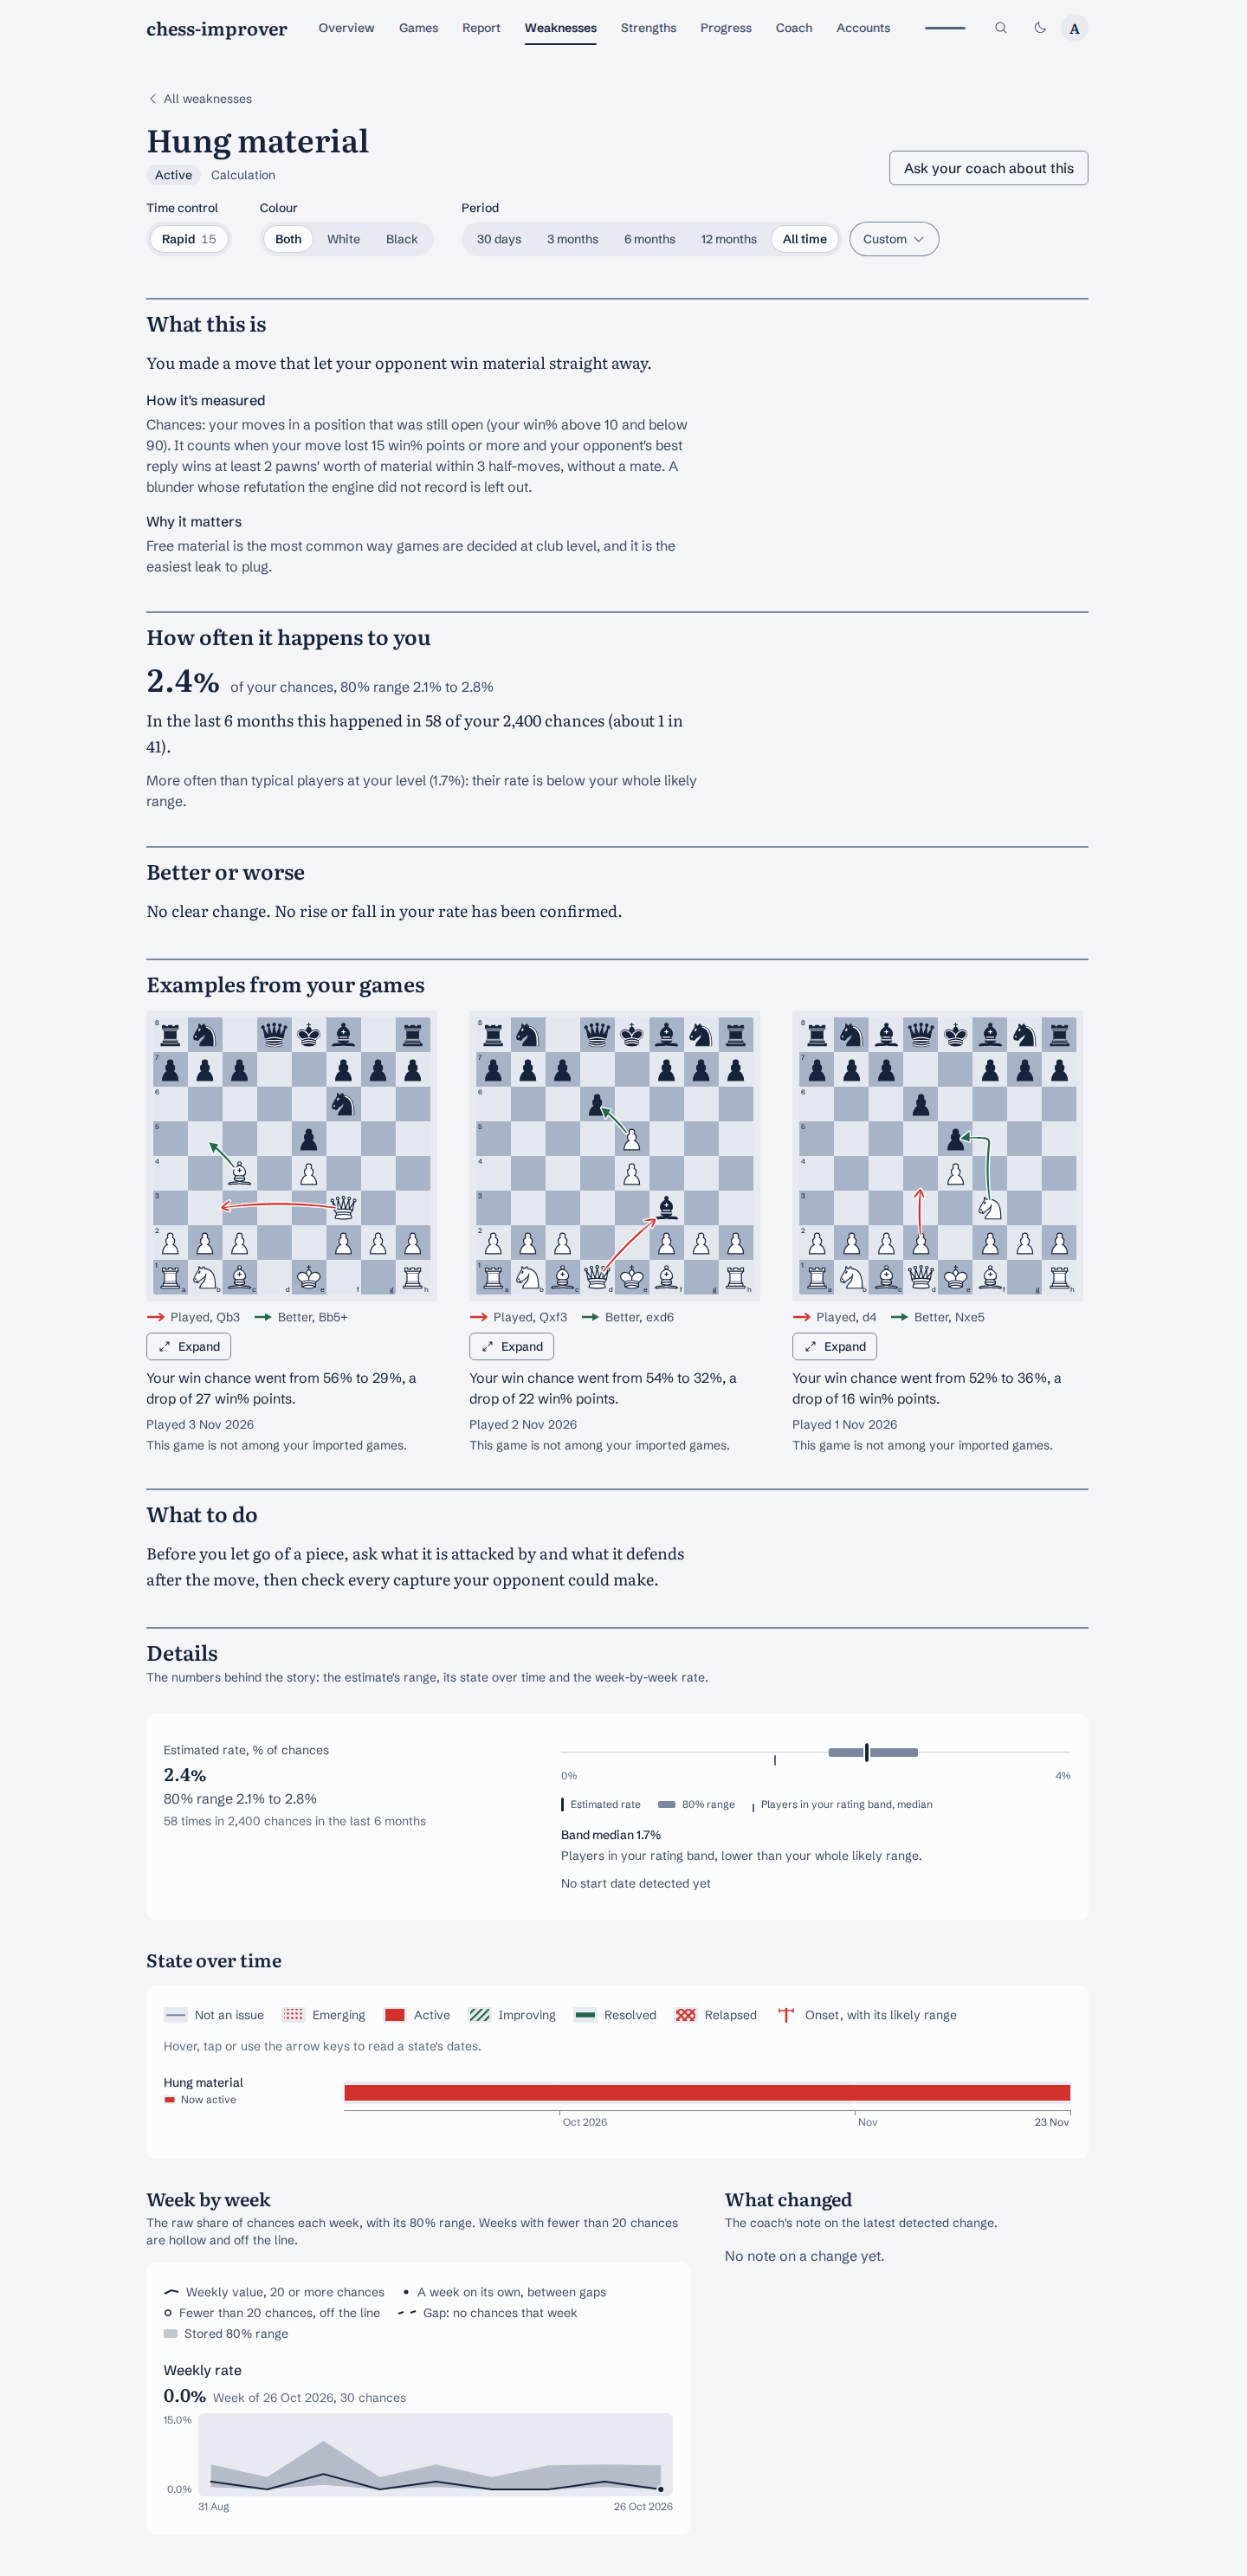 chess-improver Overview Games Report Weaknesses Strengths Progress Coach Accounts A
All weaknesses
Hung material
Active Calculation
Ask your coach about this
Time control Colour Period
Rapid 15 Both White Black 30 days 3 months 6 months 12 months All time Custom
What this is
You made a move that let your opponent win material straight away.
How it's measured
Chances: your moves in a position that was still open (your win% above 10 and below
90). It counts when your move lost 15 win% points or more and your opponent's best
reply wins at least 2 pawns' worth of material within 3 half-moves, without a mate. A
blunder whose refutation the engine did not record is left out.
Why it matters
Free material is the most common way games are decided at club level, and it is the
easiest leak to plug.
How often it happens to you
2.4% of your chances, 80% range 2.1% to 2.8%
In the last 6 months this happened in 58 of your 2,400 chances (about 1 in
41).
More often than typical players at your level (1.7%): their rate is below your whole likely
range.
Better or worse
No clear change. No rise or fall in your rate has been confirmed.
Examples from your games
8 8 8
7 7 7
6 6 6
5 5 5
4 4 4
3 3 3
2 2 2
1 a b c d e f g h 1 a b c d e f g h 1 a b c d e f g h
Played, Qb3 Better, Bb5+ Played, Qxf3 Better, exd6 Played, d4 Better, Nxe5
Expand Expand Expand
Your win chance went from 56% to 29%, a
drop of 27 win% points.
Played 3 Nov 2026
This game is not among your imported games.
Your win chance went from 54% to 32%, a
drop of 22 win% points.
Played 2 Nov 2026
This game is not among your imported games.
Your win chance went from 52% to 36%, a
drop of 16 win% points.
Played 1 Nov 2026
This game is not among your imported games.
What to do
Before you let go of a piece, ask what it is attacked by and what it defends
after the move, then check every capture your opponent could make.
Details
The numbers behind the story: the estimate's range, its state over time and the week-by-week rate.
Estimated rate, % of chances
2.4%
80% range 2.1% to 2.8%
58 times in 2,400 chances in the last 6 months
0% 4%
Estimated rate 80% range Players in your rating band, median
Band median 1.7%
Players in your rating band, lower than your whole likely range.
No start date detected yet
State over time
Not an issue Emerging Active Improving Resolved Relapsed Onset, with its likely range
Hover, tap or use the arrow keys to read a state's dates.
Hung material
Now active
Oct 2026 Nov 23 Nov
Week by week
The raw share of chances each week, with its 80% range. Weeks with fewer than 20 chances
are hollow and off the line.
Weekly value, 20 or more chances A week on its own, between gaps
Fewer than 20 chances, off the line Gap: no chances that week
Stored 80% range
Weekly rate
0.0% Week of 26 Oct 2026, 30 chances
15.0%
0.0%
31 Aug 26 Oct 2026
What changed
The coach's note on the latest detected change.
No note on a change yet.